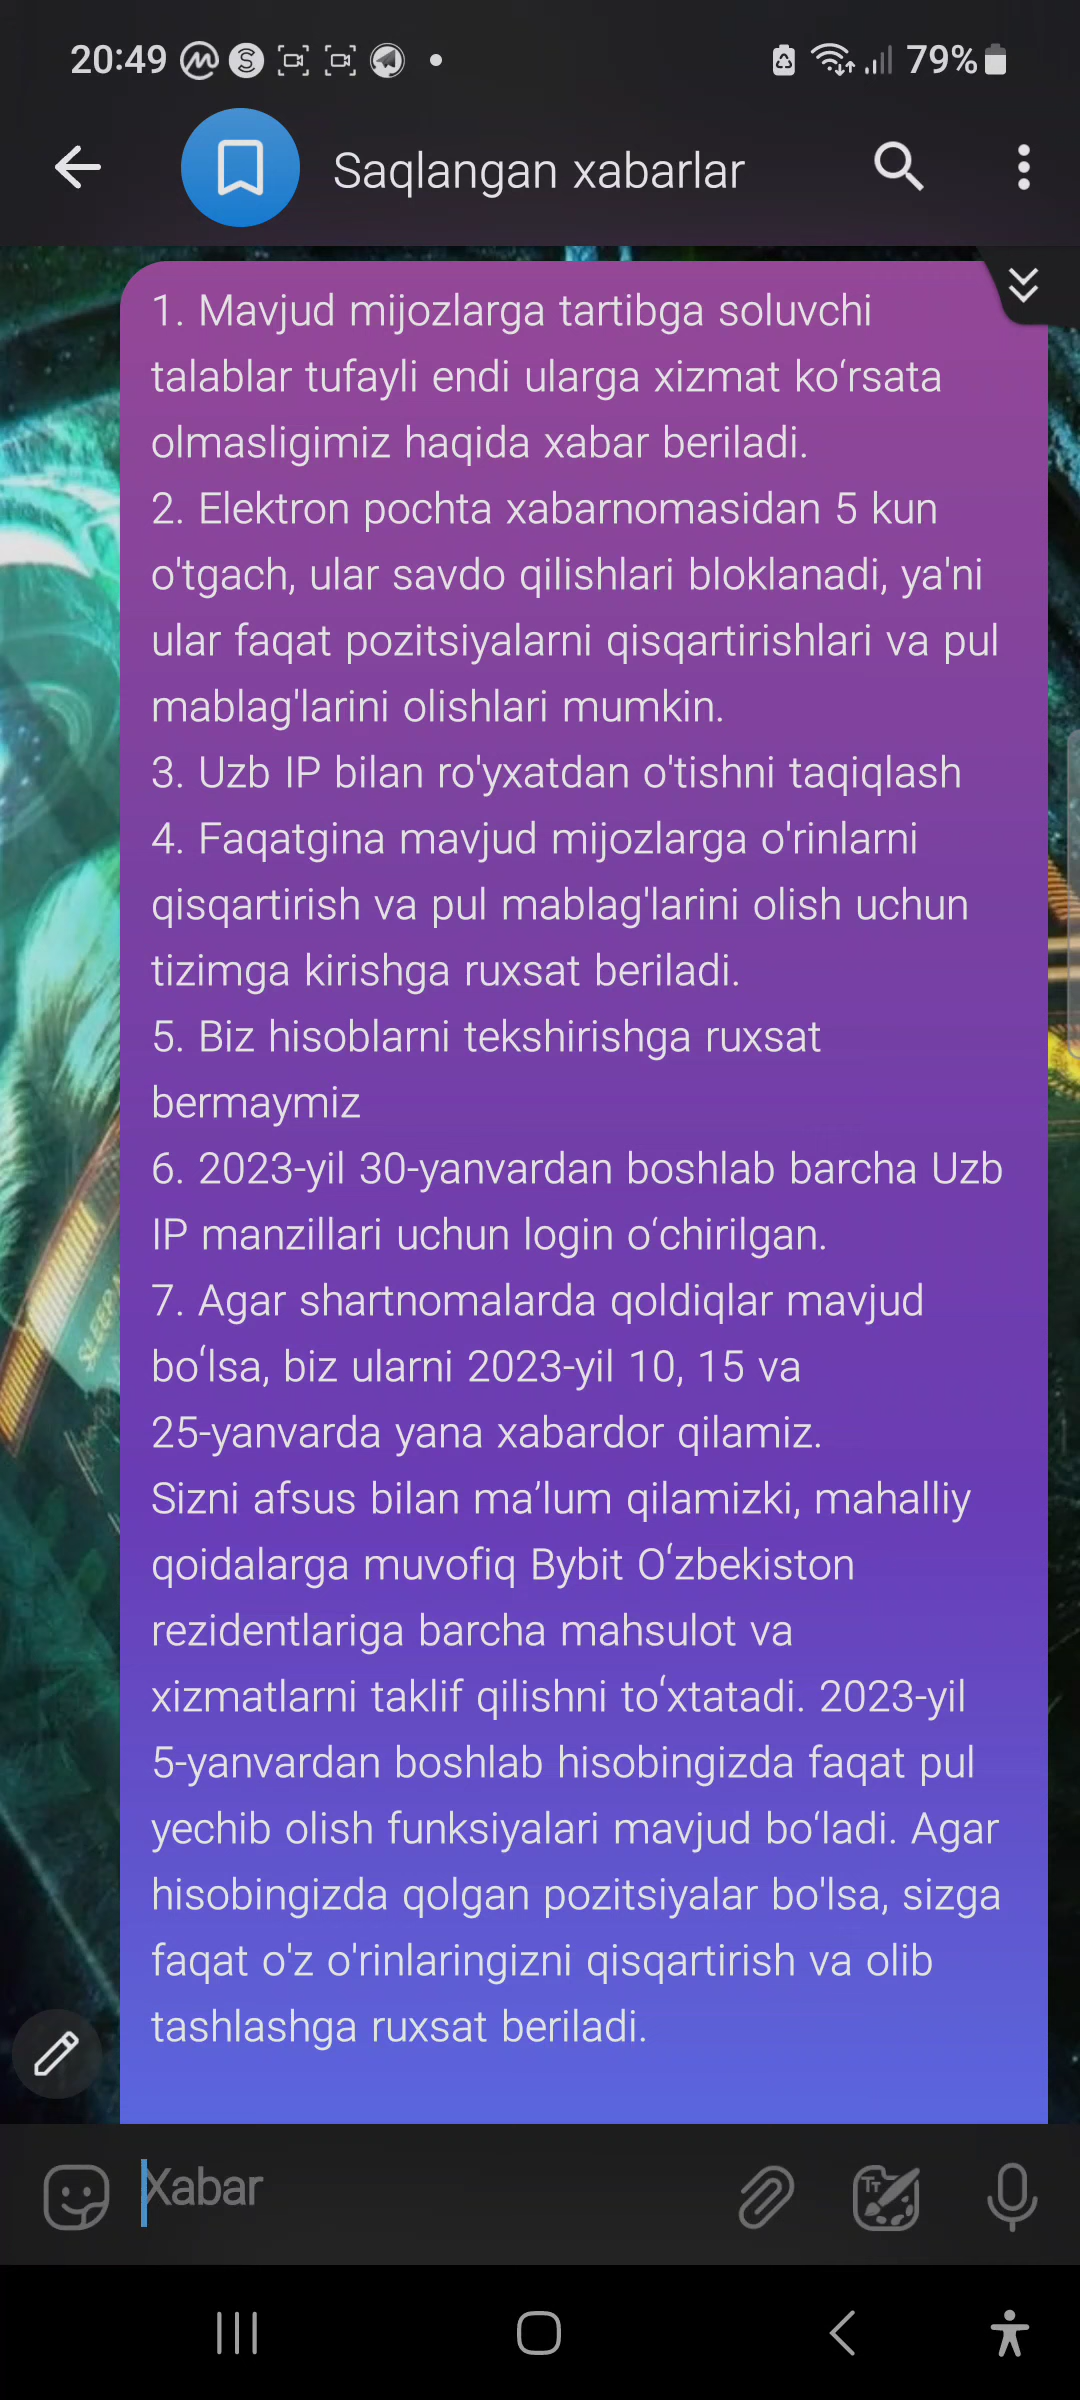 20:49
79%
Saqlangan xabarlar
1. Mavjud mijozlarga tartibga soluvchi
talablar tufayli endi ularga xizmat ko‘rsata
olmasligimiz haqida xabar beriladi.
2. Elektron pochta xabarnomasidan 5 kun
o'tgach, ular savdo qilishlari bloklanadi, ya'ni
ular faqat pozitsiyalarni qisqartirishlari va pul
mablag'larini olishlari mumkin.
3. Uzb IP bilan ro'yxatdan o'tishni taqiqlash
4. Faqatgina mavjud mijozlarga o'rinlarni
qisqartirish va pul mablag'larini olish uchun
tizimga kirishga ruxsat beriladi.
5. Biz hisoblarni tekshirishga ruxsat
bermaymiz
6. 2023-yil 30-yanvardan boshlab barcha Uzb
IP manzillari uchun login o‘chirilgan.
7. Agar shartnomalarda qoldiqlar mavjud
bo‘lsa, biz ularni 2023-yil 10, 15 va
25-yanvarda yana xabardor qilamiz.
Sizni afsus bilan ma’lum qilamizki, mahalliy
qoidalarga muvofiq Bybit O‘zbekiston
rezidentlariga barcha mahsulot va
xizmatlarni taklif qilishni to‘xtatadi. 2023-yil
5-yanvardan boshlab hisobingizda faqat pul
yechib olish funksiyalari mavjud bo‘ladi. Agar
hisobingizda qolgan pozitsiyalar bo'lsa, sizga
faqat o'z o'rinlaringizni qisqartirish va olib
tashlashga ruxsat beriladi.
Xabar